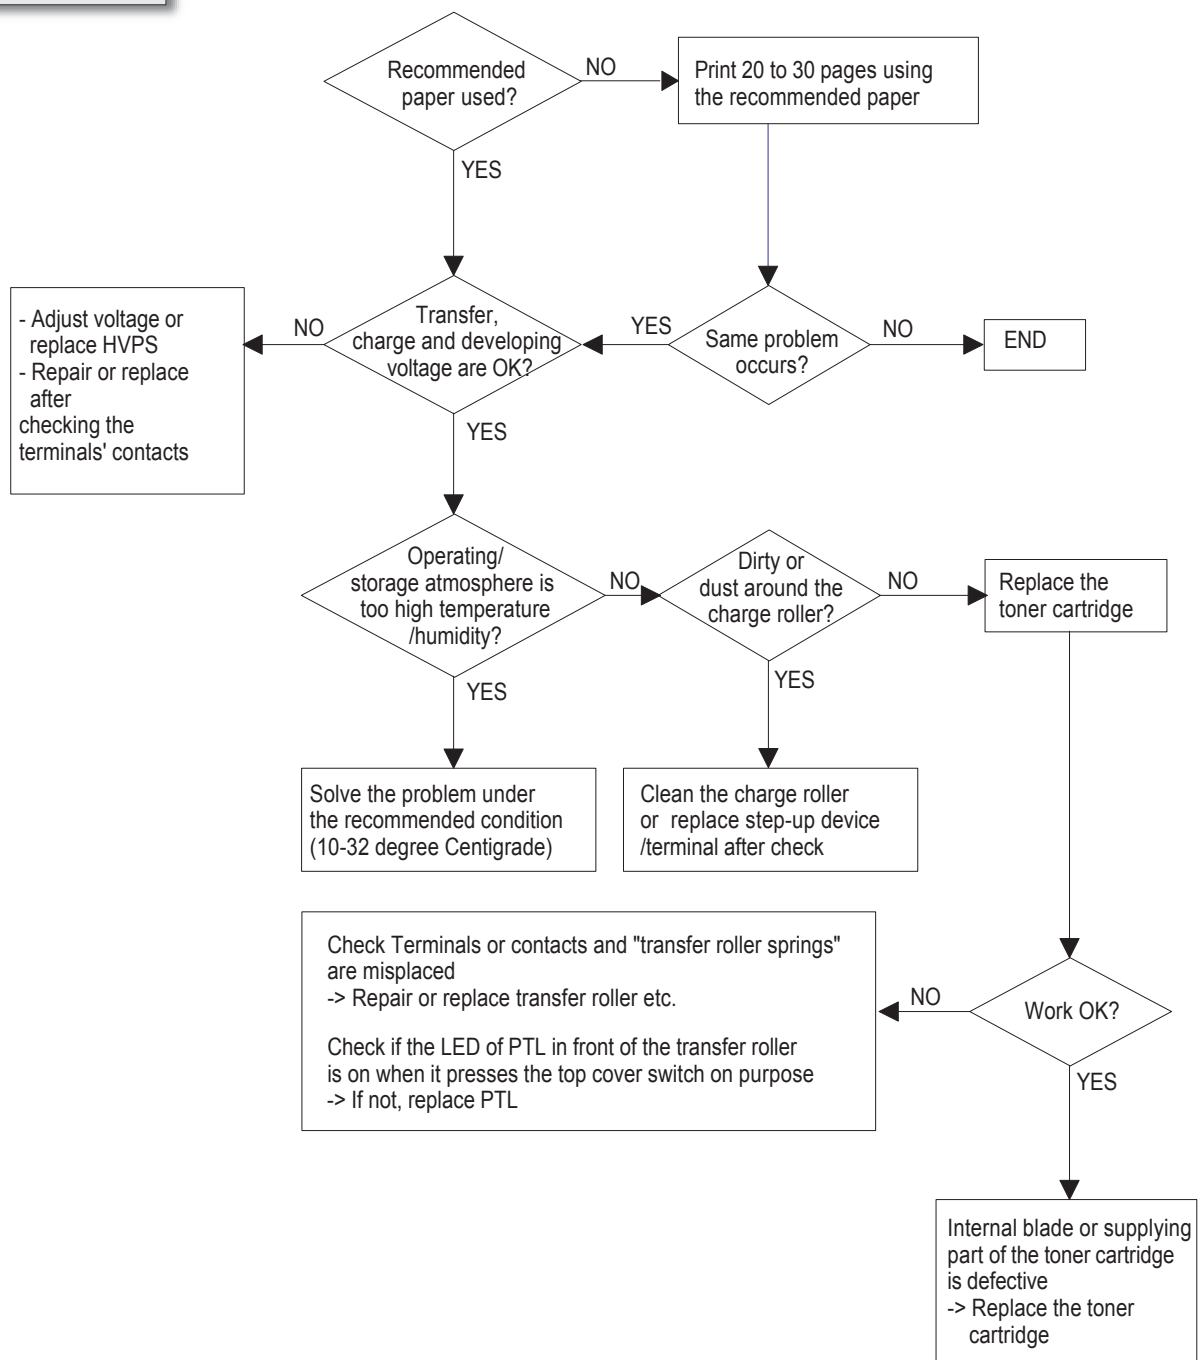 Recommended
paper used?
NO
Print 20 to 30 pages using
the recommended paper
YES
- Adjust voltage or
replace HVPS
- Repair or replace
after
checking the
terminals' contacts
NO
Transfer,
charge and developing
voltage are OK?
YES
Same problem
occurs?
NO
END
YES
Operating/
storage atmosphere is
too high temperature
/humidity?
NO
Dirty or
dust around the
charge roller?
NO
Replace the
toner cartridge
YES
YES
Solve the problem under
the recommended condition
(10-32 degree Centigrade)
Clean the charge roller
or replace step-up device
/terminal after check
Check Terminals or contacts and "transfer roller springs"
are misplaced
-> Repair or replace transfer roller etc.
Check if the LED of PTL in front of the transfer roller
is on when it presses the top cover switch on purpose
-> If not, replace PTL
NO
Work OK?
YES
Internal blade or supplying
part of the toner cartridge
is defective
-> Replace the toner
cartridge